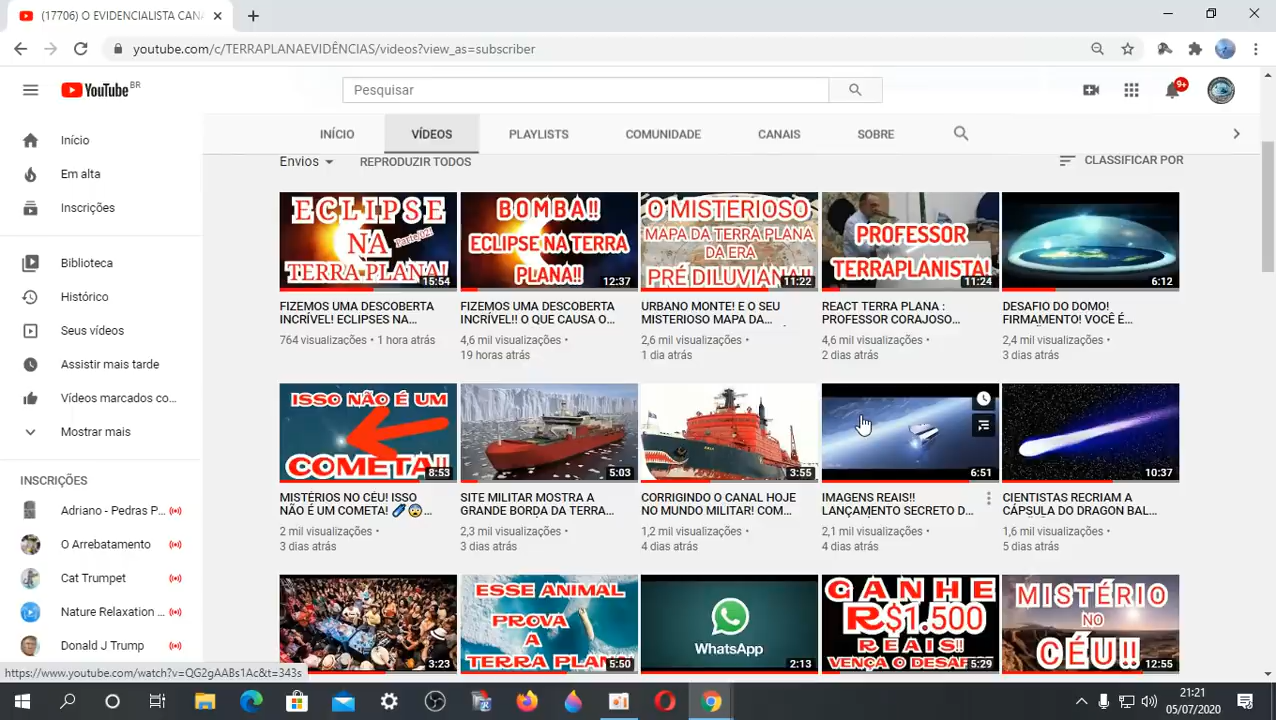 (17706) O EVIDENCIALISTA CANA
youtube.com/c/TERRAPLANAEVIDÊNCIAS/videos?view_as=subscriber
YouTube BR
Pesquisar
9+
INÍCIO
VÍDEOS
PLAYLISTS
COMUNIDADE
CANAIS
SOBRE
Início
Em alta
Inscrições
Biblioteca
Histórico
Seus vídeos
Assistir mais tarde
Vídeos marcados co...
Mostrar mais
INSCRIÇÕES
Adriano - Pedras P...
O Arrebatamento
Cat Trumpet
Nature Relaxation ...
Donald J Trump
Envios
REPRODUZIR TODOS
CLASSIFICAR POR
ECLIPSE
NA
TERRA PLANA!
15:54
FIZEMOS UMA DESCOBERTA
INCRÍVEL! ECLIPSES NA...
764 visualizações •
1 hora atrás
BOMBA!!
ECLIPSE NA TERRA
PLANA!!
12:37
FIZEMOS UMA DESCOBERTA
INCRÍVEL!! O QUE CAUSA O...
4,6 mil visualizações •
19 horas atrás
O MISTERIOSO
MAPA DA TERRA PLANA
DA ERA
PRÉ DILUVIANA!!
11:22
URBANO MONTE! E O SEU
MISTERIOSO MAPA DA...
2,6 mil visualizações •
1 dia atrás
PROFESSOR
TERRAPLANISTA!
11:24
REACT TERRA PLANA :
PROFESSOR CORAJOSO...
4,6 mil visualizações •
2 dias atrás
6:12
DESAFIO DO DOMO!
FIRMAMENTO! VOCÊ É...
2,4 mil visualizações •
3 dias atrás
ISSO NÃO É UM
COMETA!!
8:53
MISTÉRIOS NO CÉU! ISSO
NÃO É UM COMETA! ...
2 mil visualizações •
3 dias atrás
5:03
SITE MILITAR MOSTRA A
GRANDE BORDA DA TERRA...
2,3 mil visualizações •
3 dias atrás
3:55
CORRIGINDO O CANAL HOJE
NO MUNDO MILITAR! COM...
1,2 mil visualizações •
4 dias atrás
6:51
IMAGENS REAIS!!
LANÇAMENTO SECRETO D...
2,1 mil visualizações •
4 dias atrás
10:37
CIENTISTAS RECRIAM A
CÁPSULA DO DRAGON BAL...
1,6 mil visualizações •
5 dias atrás
3:23
ESSE ANIMAL
PROVA
A
TERRA PLAN
5:50
WhatsApp
2:13
GANHE
R$1.500
REAIS!!
VENÇA O DESAF
5:29
MISTÉRIO
NO
CÉU!!
12:55
https://www.youtube.com/watch?v=QG2gAABs1Ac&t=343s
21:21
05/07/2020